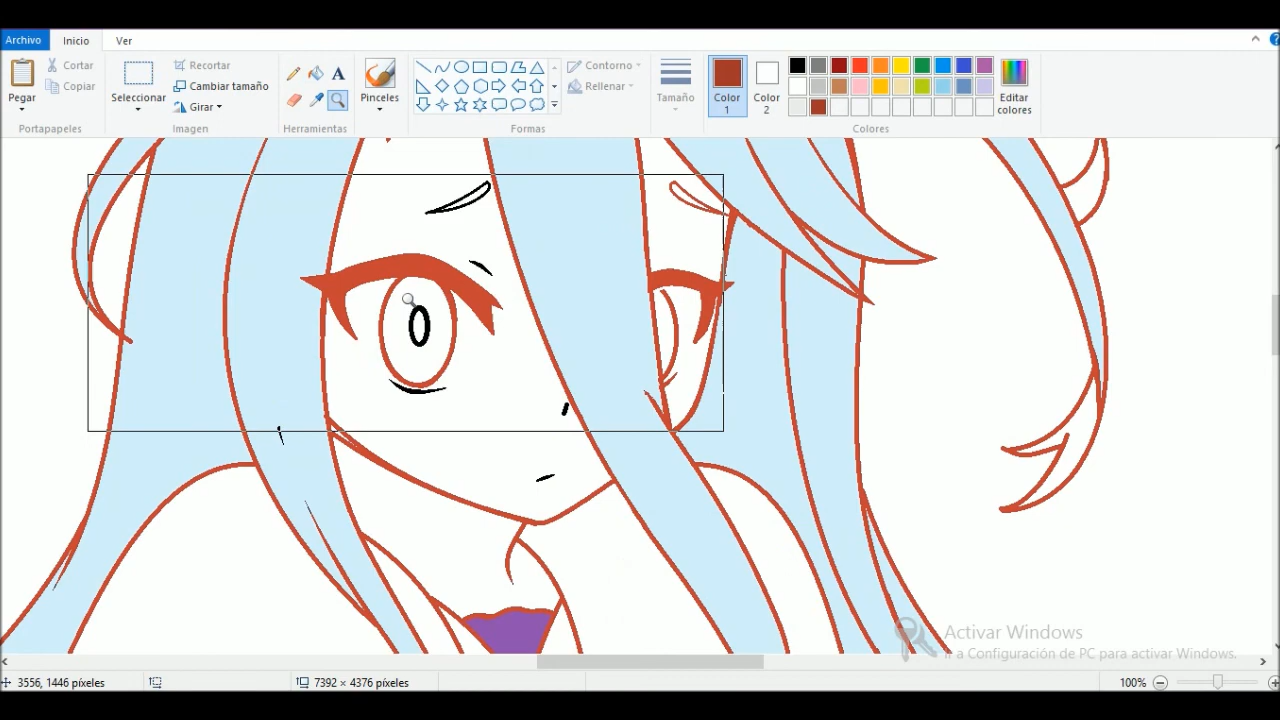 Archivo Inicio Ver
Pegar Cortar Copiar
Seleccionar Recortar Cambiar tamaño Girar
A
Pinceles
Contorno Rellenar
Tamaño
Color 1
Color 2
Editar colores
Portapapeles Imagen Herramientas Formas Colores
Activar Windows
Ir a Configuración de PC para activar Windows.
3556, 1446 píxeles 7392 × 4376 píxeles 100%